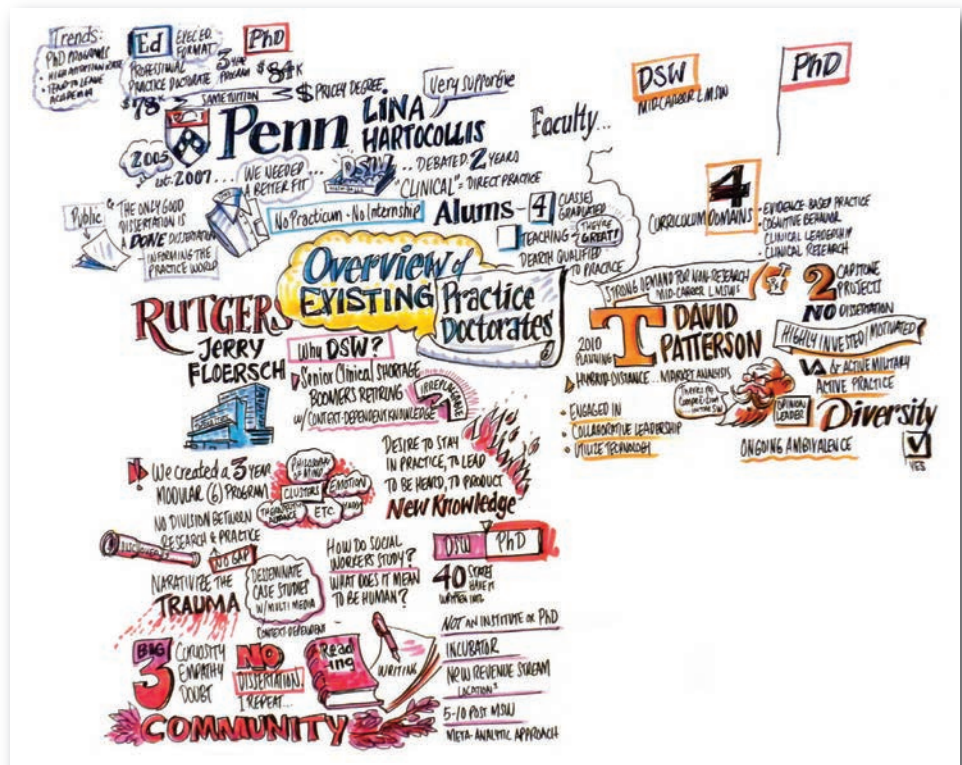 Trends:
PhD PROGRAMS
• HIGH ATTRITION RATE
• TEND TO LEAVE
ACADEMIA
Ed
EXEC ED.
FORMAT
PROFESSIONAL
PRACTICE DOCTORATE
3 YEAR
PROGRAM
PhD
$84K
$78K
SAME TUITION
$ PRICEY DEGREE.
Very supportive
Penn
LINA
HARTOCOLLIS
2005
est. 2007...
WE NEEDED
A BETTER FIT
DSW
... DEBATED 2 YEARS
"CLINICAL" = DIRECT PRACTICE
Public
THE ONLY GOOD
DISSERTATION IS
A DONE DISSERTATION
INFORMING THE
PRACTICE WORLD
No Practicum - No Internship
Alums - 4 CLASSES
GRADUATED
TEACHING
THEY'RE
GREAT!
DEARTH QUALIFIED
TO PRACTICE
Faculty...
DSW
MID-CAREER LMSW
PhD
4
CURRICULUM DOMAINS
• EVIDENCE BASED PRACTICE
• COGNITIVE BEHAVIOR
CLINICAL LEADERSHIP
CLINICAL RESEARCH
Overview of
EXISTING
Practice
Doctorates
STRONG DEMAND FOR NON-RESEARCH
MID-CAREER LMSWs
2 CAPSTONE
PROJECTS
NO DISSERTATION
HIGHLY INVESTED/MOTIVATED
2010
PLANNING
T
DAVID
PATTERSON
HYBRID DISTANCE... MARKET ANALYSIS
VA & ACTIVE MILITARY
ACTIVE PRACTICE
• ENGAGED IN
• COLLABORATIVE LEADERSHIP
• UTILIZE TECHNOLOGY
OPINION
LEADER
Diversity
YES
ONGOING AMBIVALENCE
RUTGERS
JERRY
FLOERSCH
Why DSW?
Senior Clinical SHORTAGE
BOOMERS RETIRING
W/ CONTEXT-DEPENDENT KNOWLEDGE
IRREPLACEABLE
DESIRE TO STAY
IN PRACTICE, TO LEAD
TO BE HEARD, TO PRODUCT
New Knowledge
We CREATED A 3 YEAR
MODULAR (6) PROGRAM
PHILOSOPHY
OF MIND
CLUSTERS
EMOTION
ETC.
NO DIVISION BETWEEN
RESEARCH & PRACTICE
NO GAP
NARATIVIZE THE
TRAUMA
DESSEMINATE
CASE STUDIES
W/ MULTI MEDIA
CONTEXT-DEPENDENT
HOW DO SOCIAL
WORKERS STUDY?
WHAT DOES IT MEAN
TO BE HUMAN?
DSW
PhD
40 STATES
HAVE IT
BIG
3
CURIOSITY
EMPATHY
DOUBT
NO
DISSERTATION.
I REPEAT...
Read
ing
WRITING
COMMUNITY
NOT AN INSTITUTE OR PhD
INCUBATOR
NEW REVENUE STREAM
5-10 POST MSW
META-ANALYTIC APPROACH